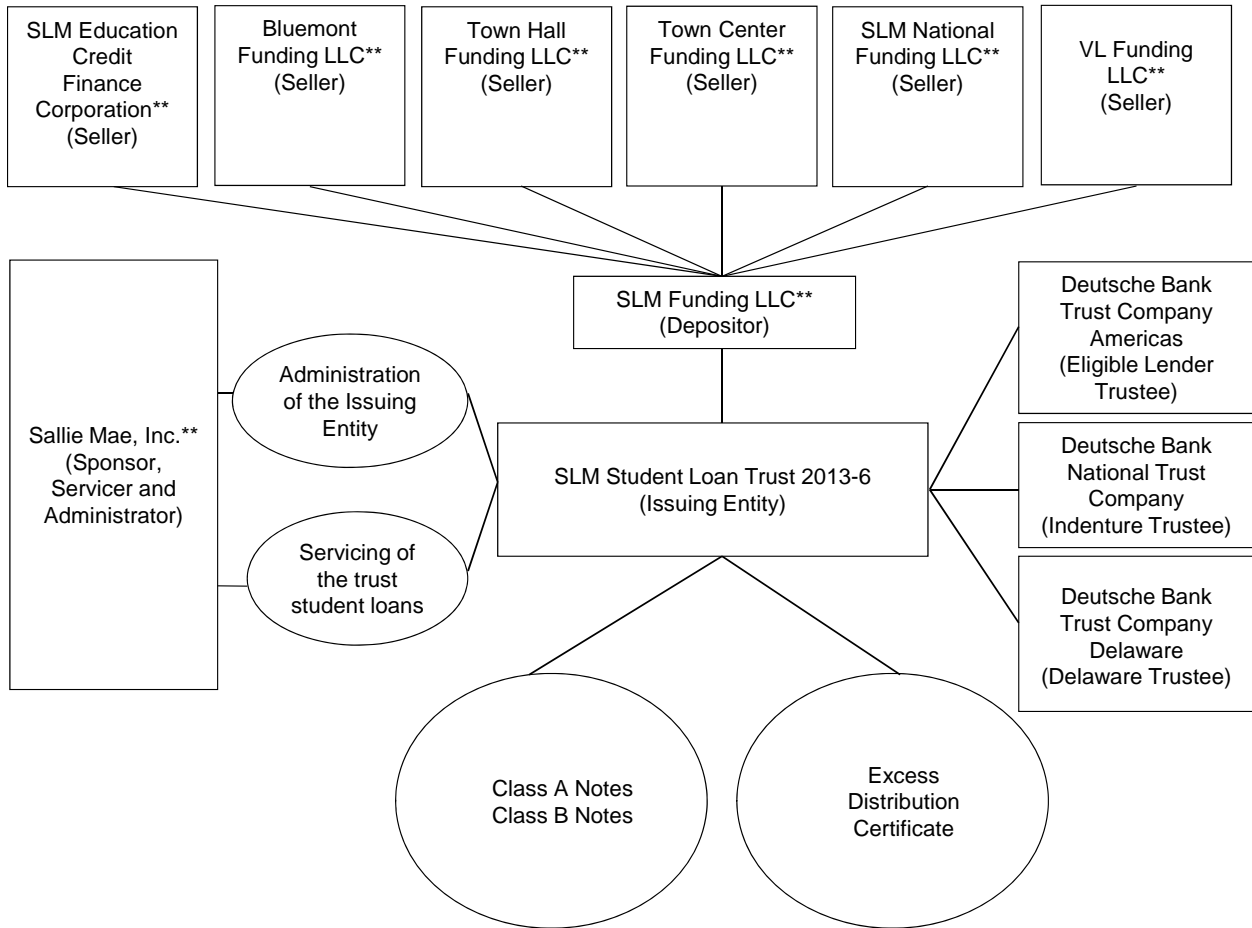 SLM Education
Credit
Finance
Corporation**
(Seller)
Bluemont
Funding LLC**
(Seller)
Town Hall
Funding LLC**
(Seller)
Town Center
Funding LLC**
(Seller)
SLM National
Funding LLC**
(Seller)
VL Funding
LLC**
(Seller)
SLM Funding LLC**
(Depositor)
Sallie Mae, Inc.**
(Sponsor,
Servicer and
Administrator)
Administration
of the Issuing
Entity
Servicing of
the trust
student loans
SLM Student Loan Trust 2013-6
(Issuing Entity)
Deutsche Bank
Trust Company
Americas
(Eligible Lender
Trustee)
Deutsche Bank
National Trust
Company
(Indenture Trustee)
Deutsche Bank
Trust Company
Delaware
(Delaware Trustee)
Class A Notes
Class B Notes
Excess
Distribution
Certificate